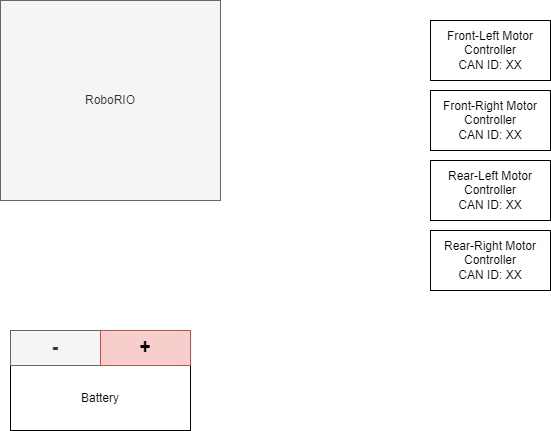 RoboRIO
Front-Left Motor
Controller
CAN ID: XX
Front-Right Motor
Controller
CAN ID: XX
Rear-Left Motor
Controller
CAN ID: XX
Rear-Right Motor
Controller
CAN ID: XX
- +
Battery